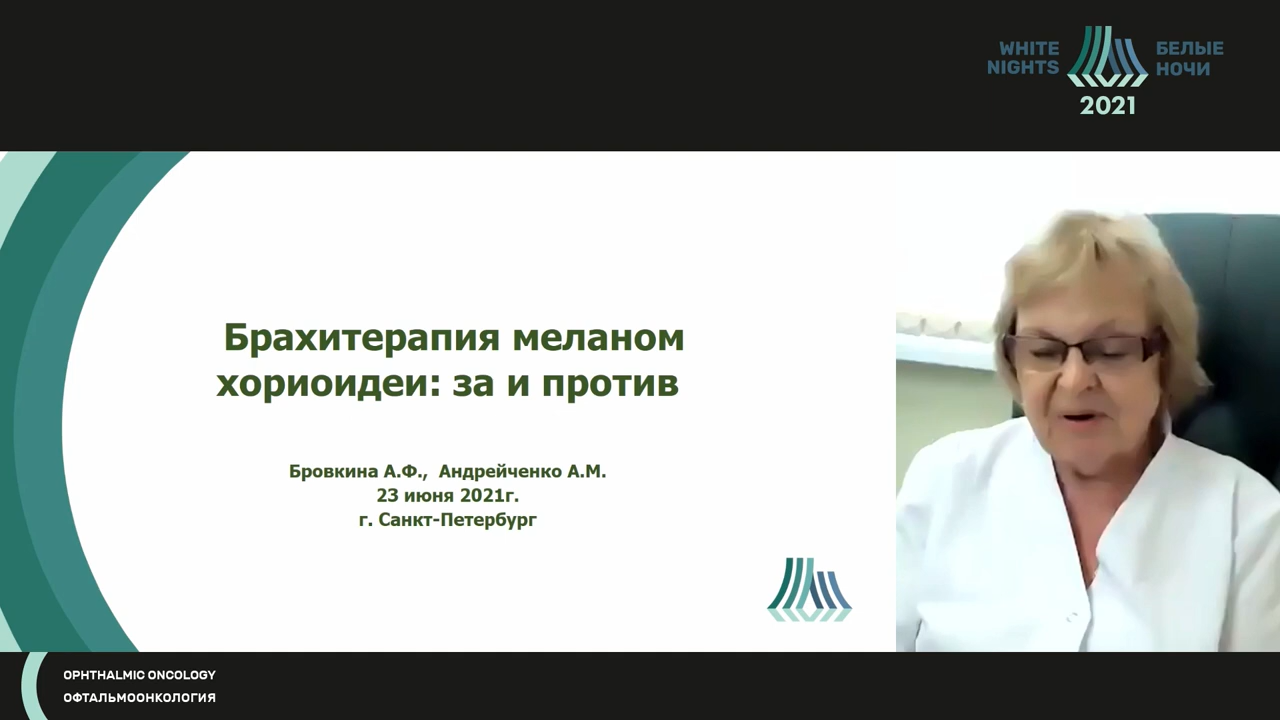 WHITE
NIGHTS
БЕЛЫЕ
НОЧИ
2021
Брахитерапия меланом
хориоидеи: за и против
Бровкина А.Ф., Андрейченко А.М.
23 июня 2021г.
г. Санкт-Петербург
OPHTHALMIC ONCOLOGY
ОФТАЛЬМООНКОЛОГИЯ